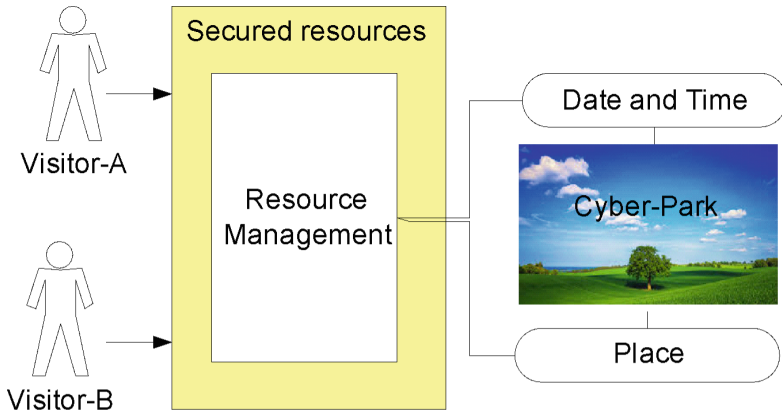 Secured resources
Visitor-A
Resource
Management
Date and Time
Cyber-Park
Place
Visitor-B